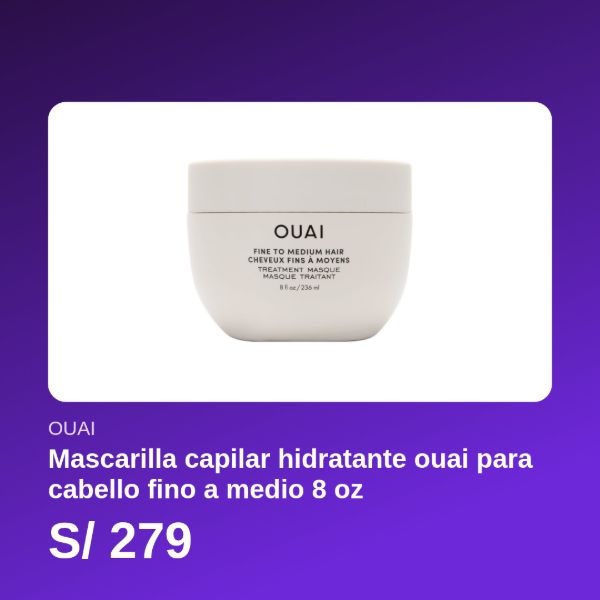 OUAI
FINE TO MEDIUM HAIR
CHEVEUX FINS À MOYENS
TREATMENT MASQUE
MASQUE TRAITANT
8 fl oz / 236 ml
OUAI
Mascarilla capilar hidratante ouai para
cabello fino a medio 8 oz
S/ 279